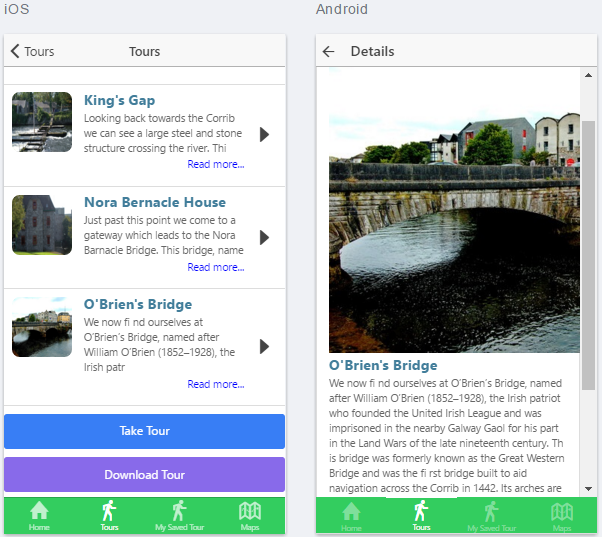 iOS
Android
Tours
Tours
King's Gap
Looking back towards the Corrib
we can see a large steel and stone
structure crossing the river. Thi
Read more...
Nora Bernacle House
Just past this point we come to a
gateway which leads to the Nora
Barnacle Bridge. This bridge, name
Read more...
O'Brien's Bridge
We now fi nd ourselves at
O'Brien's Bridge, named after
William O'Brien (1852–1928), the
Irish patr
Read more...
Take Tour
Download Tour
Home
Tours
My Saved Tour
Maps
Details
O'Brien's Bridge
We now fi nd ourselves at O'Brien's Bridge, named
after William O'Brien (1852–1928), the Irish patriot
who founded the United Irish League and was
imprisoned in the nearby Galway Gaol for his part
in the Land Wars of the late nineteenth century. Th
is bridge was formerly known as the Great Western
Bridge and was the fi rst bridge built to aid
navigation across the Corrib in 1442. Its arches are
Home
Tours
My Saved Tour
Maps